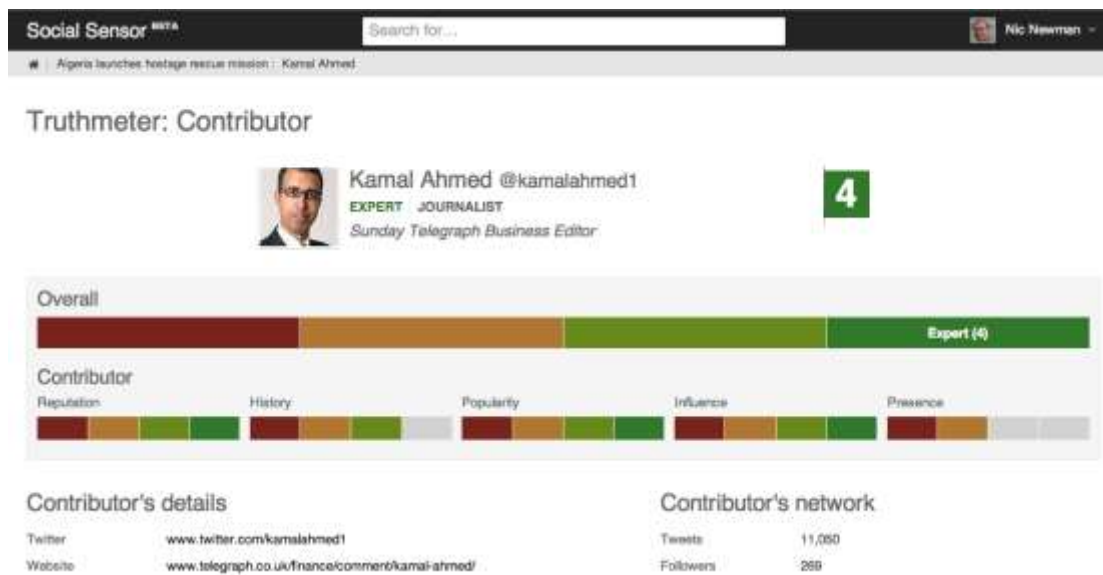 Social Sensor BETA
Search for...
Nic Newman
Algeria launches hostage rescue mission : Kamal Ahmed
Truthmeter: Contributor
Kamal Ahmed @kamalahmed1
EXPERT JOURNALIST
Sunday Telegraph Business Editor
4
Overall
Expert (4)
Contributor
Reputation History Popularity Influence Presence
Contributor's details
Contributor's network
Twitter www.twitter.com/kamalahmed1
Tweets 11,050
Website www.telegraph.co.uk/finance/comment/kamal-ahmed/
Followers 269